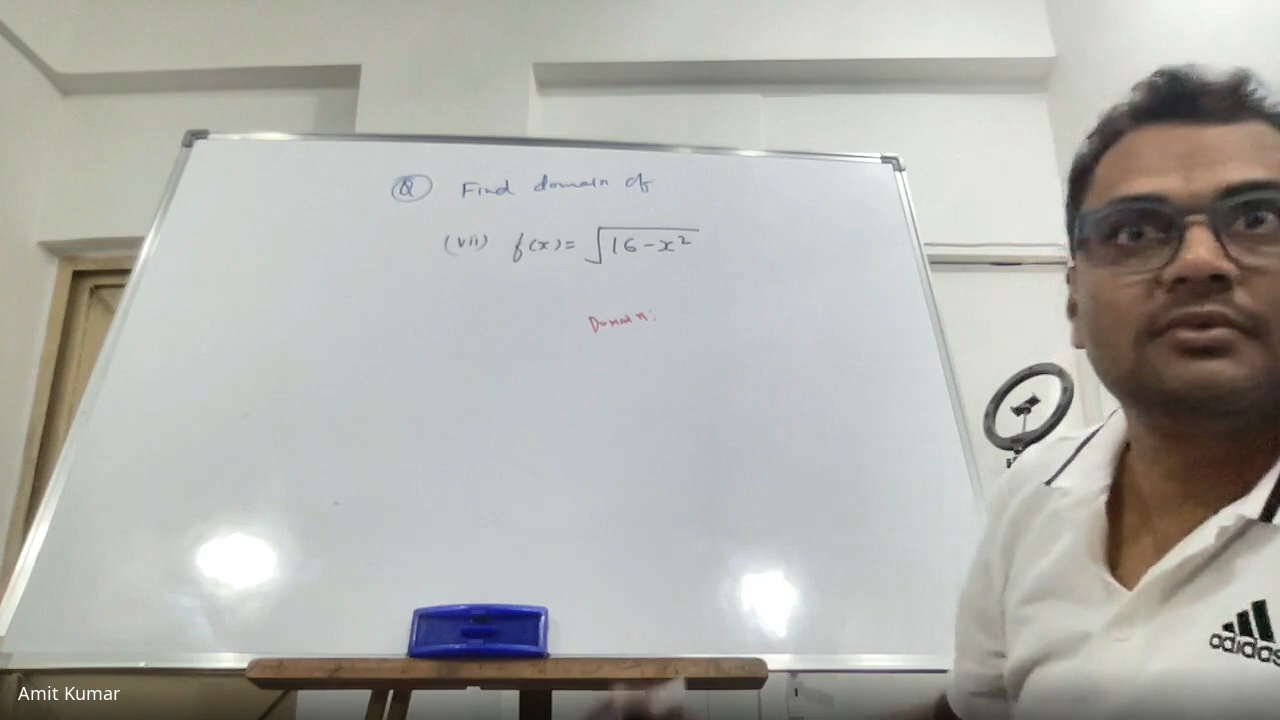 Q Find domain of
(vii) f(x) = √16-x²
Domain:
adidas
Amit Kumar